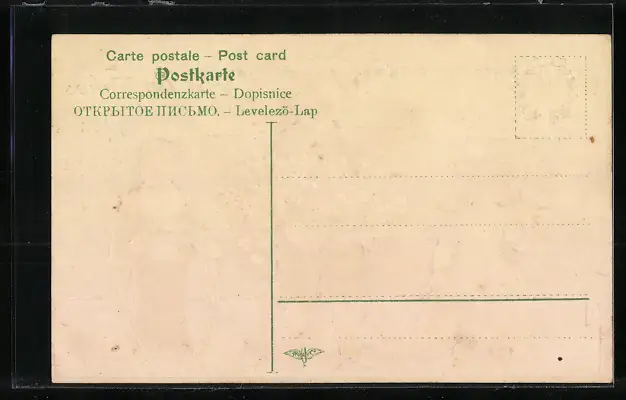 Carte postale – Post card
Postkarte
Correspondenzkarte – Dopisnice
ОТКРЫТОЕ ПИСЬМО. – Levelező-Lap